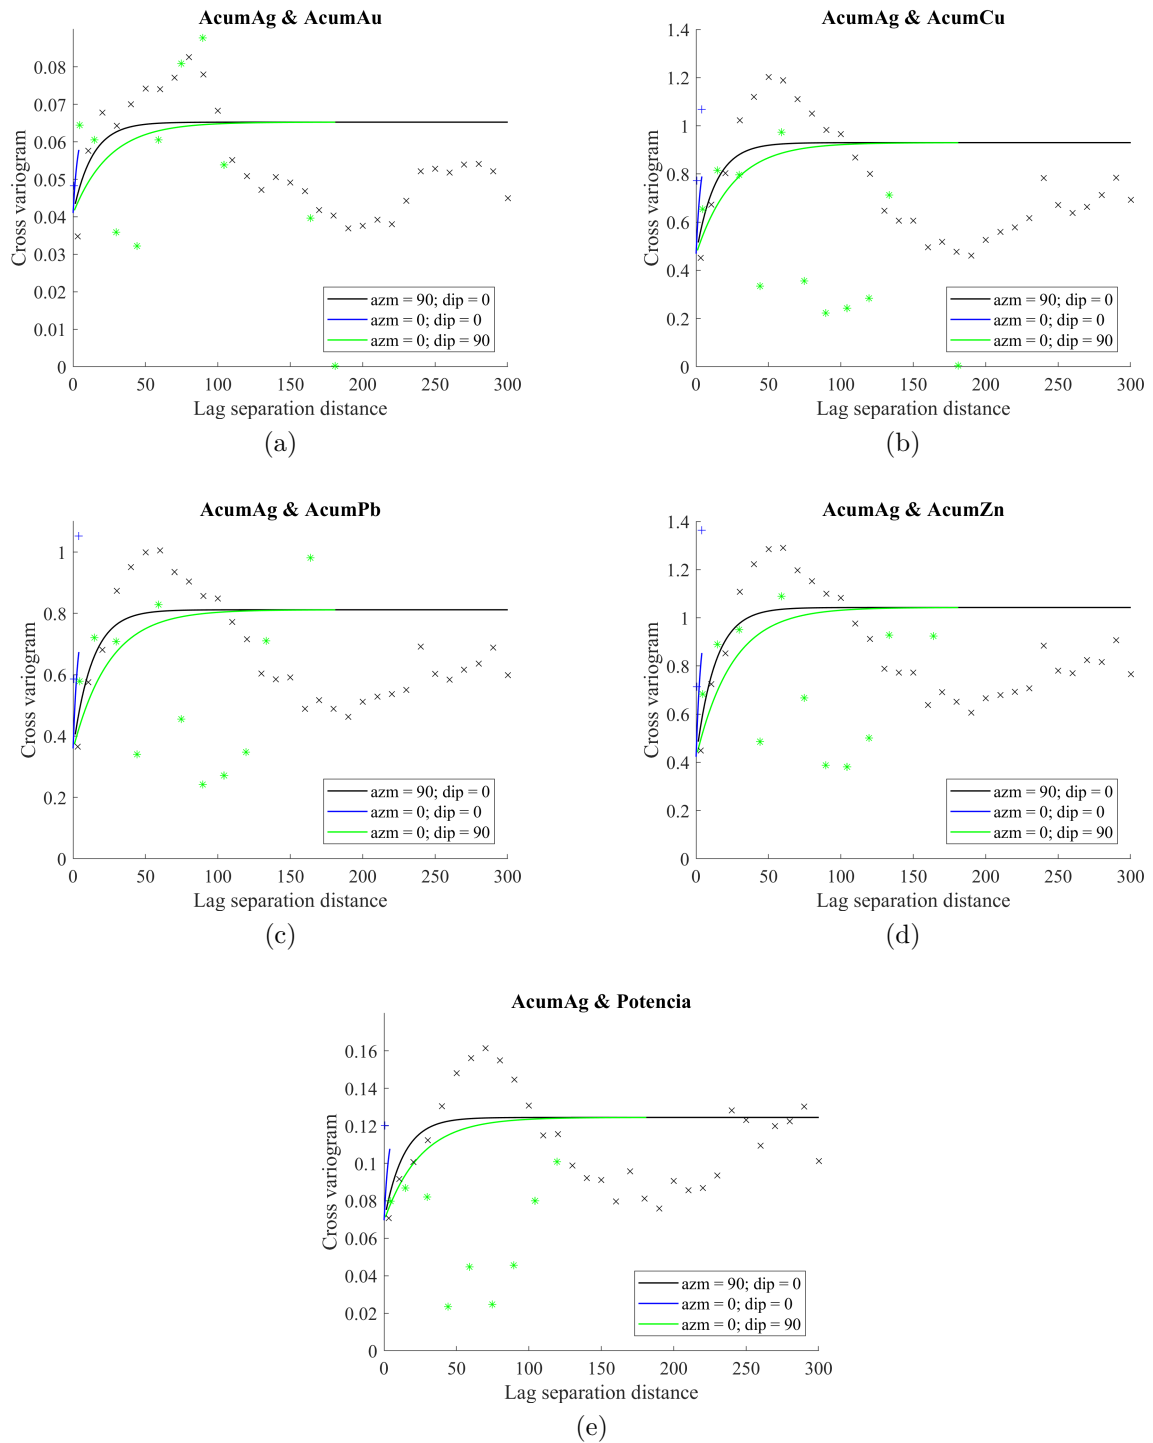 AcumAg & AcumAu
Cross variogram
0.08
0.07
0.06
0.05
0.04
0.03
0.02
0.01
0
azm = 90; dip = 0
azm = 0; dip = 0
azm = 0; dip = 90
0 50 100 150 200 250 300
Lag separation distance
(a)
AcumAg & AcumCu
Cross variogram
1.4
1.2
1
0.8
0.6
0.4
0.2
0
azm = 90; dip = 0
azm = 0; dip = 0
azm = 0; dip = 90
0 50 100 150 200 250 300
Lag separation distance
(b)
AcumAg & AcumPb
Cross variogram
1
0.8
0.6
0.4
0.2
0
azm = 90; dip = 0
azm = 0; dip = 0
azm = 0; dip = 90
0 50 100 150 200 250 300
Lag separation distance
(c)
AcumAg & AcumZn
Cross variogram
1.4
1.2
1
0.8
0.6
0.4
0.2
0
azm = 90; dip = 0
azm = 0; dip = 0
azm = 0; dip = 90
0 50 100 150 200 250 300
Lag separation distance
(d)
AcumAg & Potencia
Cross variogram
0.16
0.14
0.12
0.1
0.08
0.06
0.04
0.02
0
azm = 90; dip = 0
azm = 0; dip = 0
azm = 0; dip = 90
0 50 100 150 200 250 300
Lag separation distance
(e)